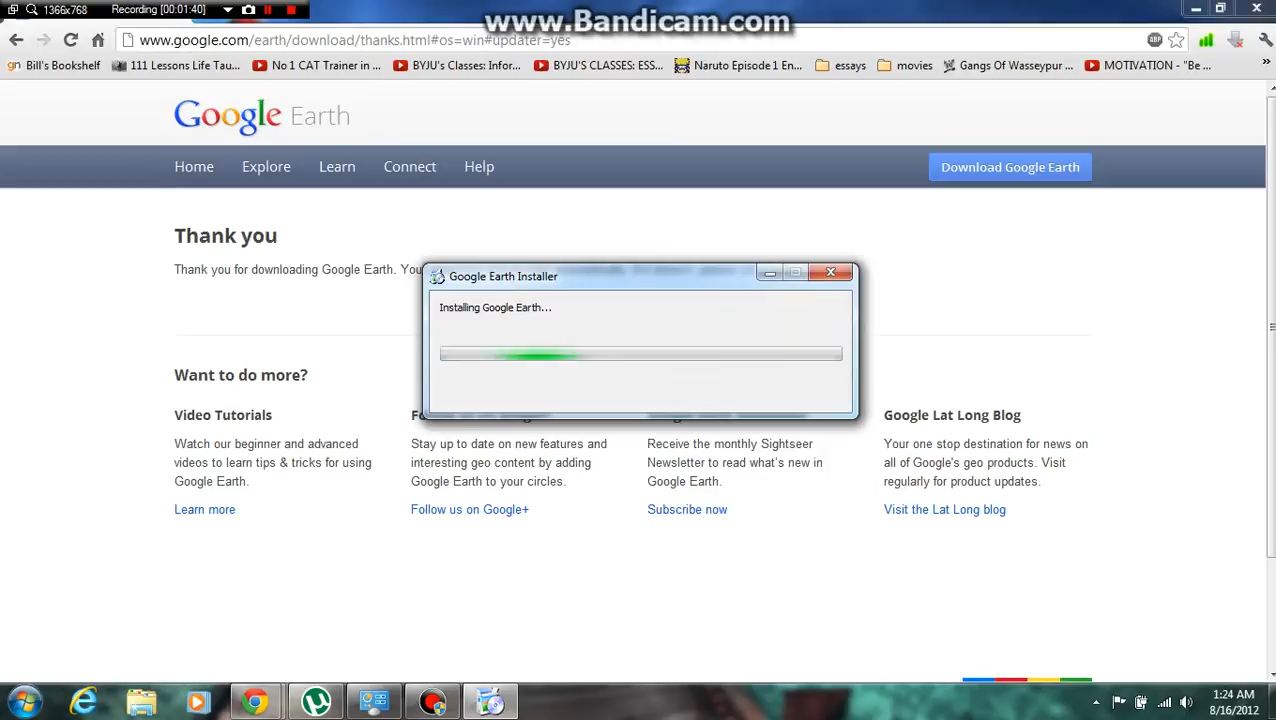 1366x768
Recording [00:01:40]
www.Bandicam.com
www.google.com/earth/download/thanks.html#os=win#updater=yes
ABP
Bill's Bookshelf
111 Lessons Life Tau...
No 1 CAT Trainer in ...
BYJU's Classes: Infor...
BYJU'S CLASSES: ESS...
Naruto Episode 1 En...
essays
movies
Gangs Of Wasseypur ...
MOTIVATION - "Be ...
»
Google Earth
Home
Explore
Learn
Connect
Help
Download Google Earth
Thank you
Thank you for downloading Google Earth. You
Google Earth Installer
Installing Google Earth...
Want to do more?
Video Tutorials
Watch our beginner and advanced
videos to learn tips & tricks for using
Google Earth.
Learn more
Stay up to date on new features and
interesting geo content by adding
Google Earth to your circles.
Follow us on Google+
Receive the monthly Sightseer
Newsletter to read what's new in
Google Earth.
Subscribe now
Google Lat Long Blog
Your one stop destination for news on
all of Google's geo products. Visit
regularly for product updates.
Visit the Lat Long blog
1:24 AM
8/16/2012